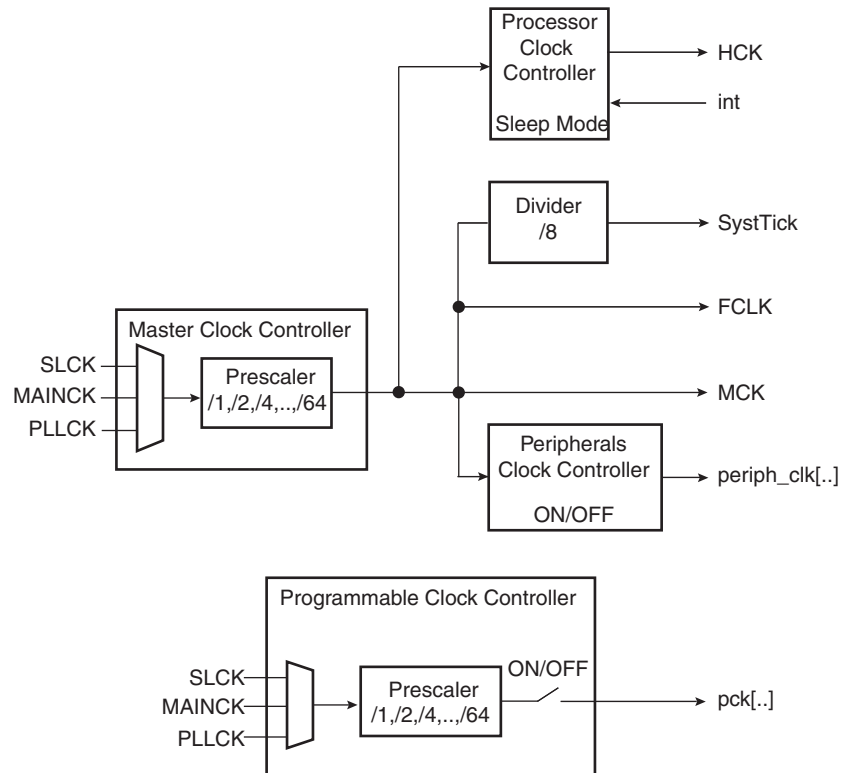 Processor
Clock
Controller
Sleep Mode
HCK
int
Divider
/8
SystTick
FCLK
Master Clock Controller
SLCK
MAINCK
PLLCK
Prescaler
/1,/2,/4,..,/64
MCK
Peripherals
Clock Controller
ON/OFF
periph_clk[..]
Programmable Clock Controller
SLCK
MAINCK
PLLCK
Prescaler
/1,/2,/4,..,/64
ON/OFF
pck[..]